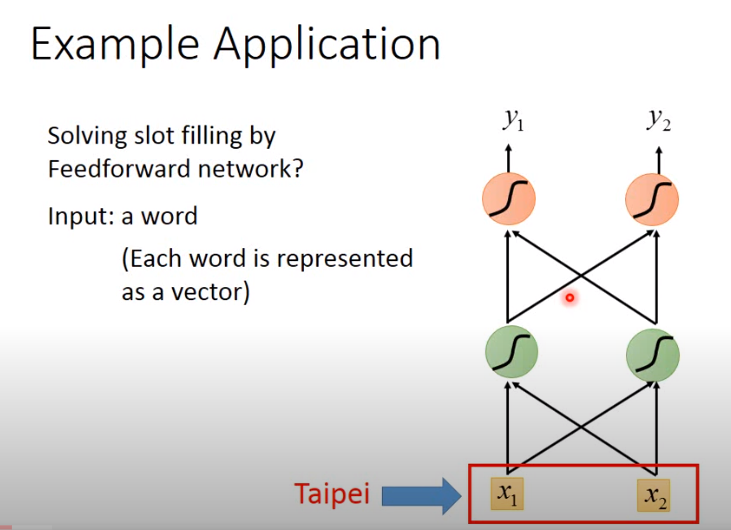 Example Application
Solving slot filling by
Feedforward network?
Input: a word
(Each word is represented
as a vector)
y₁ y₂
Taipei
x₁ x₂